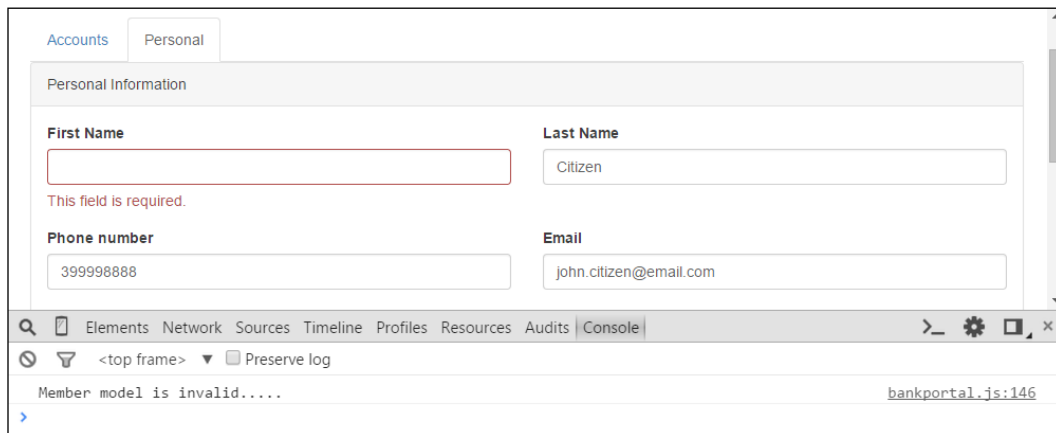 Accounts Personal
Personal Information
First Name Last Name
Citizen
This field is required.
Phone number Email
399998888 john.citizen@email.com
Elements Network Sources Timeline Profiles Resources Audits Console
<top frame> ▼ Preserve log
Member model is invalid..... bankportal.js:146
>